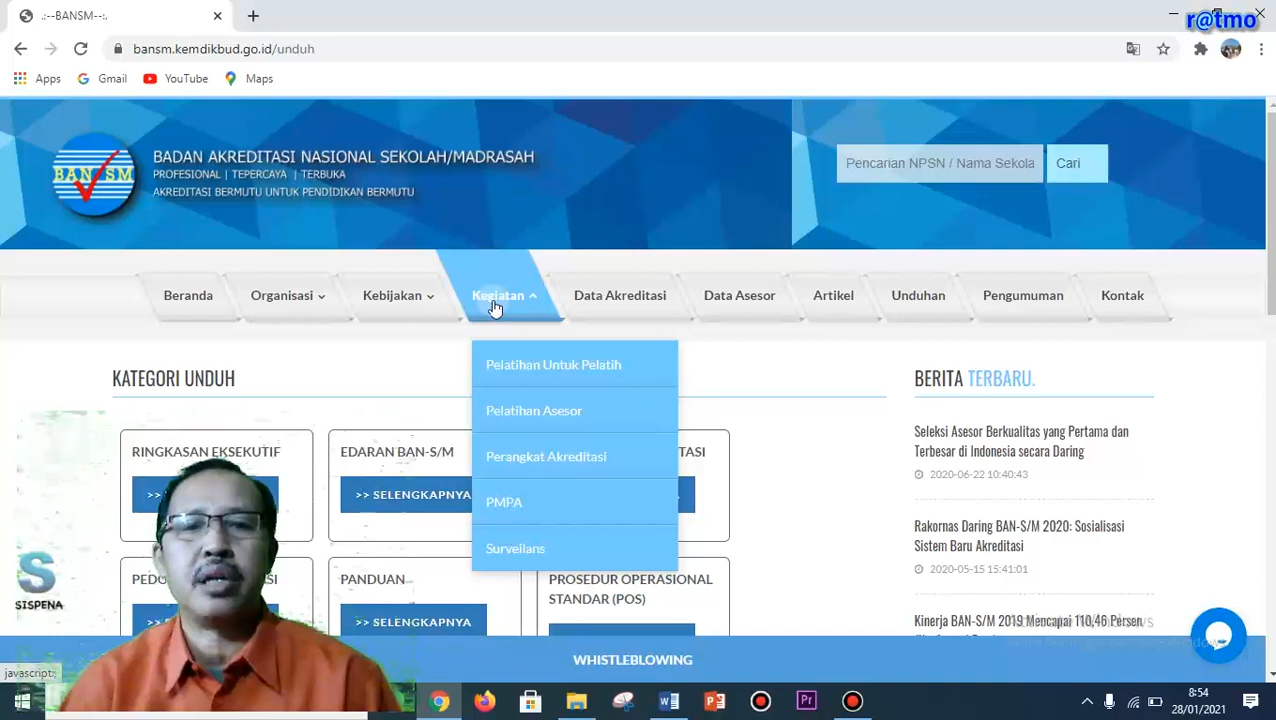 .:--BANSM--:.
r@tmo
bansm.kemdikbud.go.id/unduh
Apps Gmail YouTube Maps
BAN-SM
BADAN AKREDITASI NASIONAL SEKOLAH/MADRASAH
PROFESIONAL | TEPERCAYA | TERBUKA
AKREDITASI BERMUTU UNTUK PENDIDIKAN BERMUTU
Pencarian NPSN / Nama Sekola Cari
Beranda Organisasi Kebijakan Kegiatan Data Akreditasi Data Asesor Artikel Unduhan Pengumuman Kontak
Pelatihan Untuk Pelatih
Pelatihan Asesor
Perangkat Akreditasi
PMPA
Surveilans
KATEGORI UNDUH
RINGKASAN EKSEKUTIF
>>
EDARAN BAN-S/M
>> SELENGKAPNYA
PANDUAN
>> SELENGKAPNYA
PROSEDUR OPERASIONAL
STANDAR (POS)
BERITA TERBARU.
Seleksi Asesor Berkualitas yang Pertama dan
Terbesar di Indonesia secara Daring
2020-06-22 10:40:43
Rakornas Daring BAN-S/M 2020: Sosialisasi
Sistem Baru Akreditasi
2020-05-15 15:41:01
Kinerja BAN-S/M 2019 Mencapai 110,46 Persen
S
SISPENA
WHISTLEBLOWING
javascript:;
8:54
28/01/2021